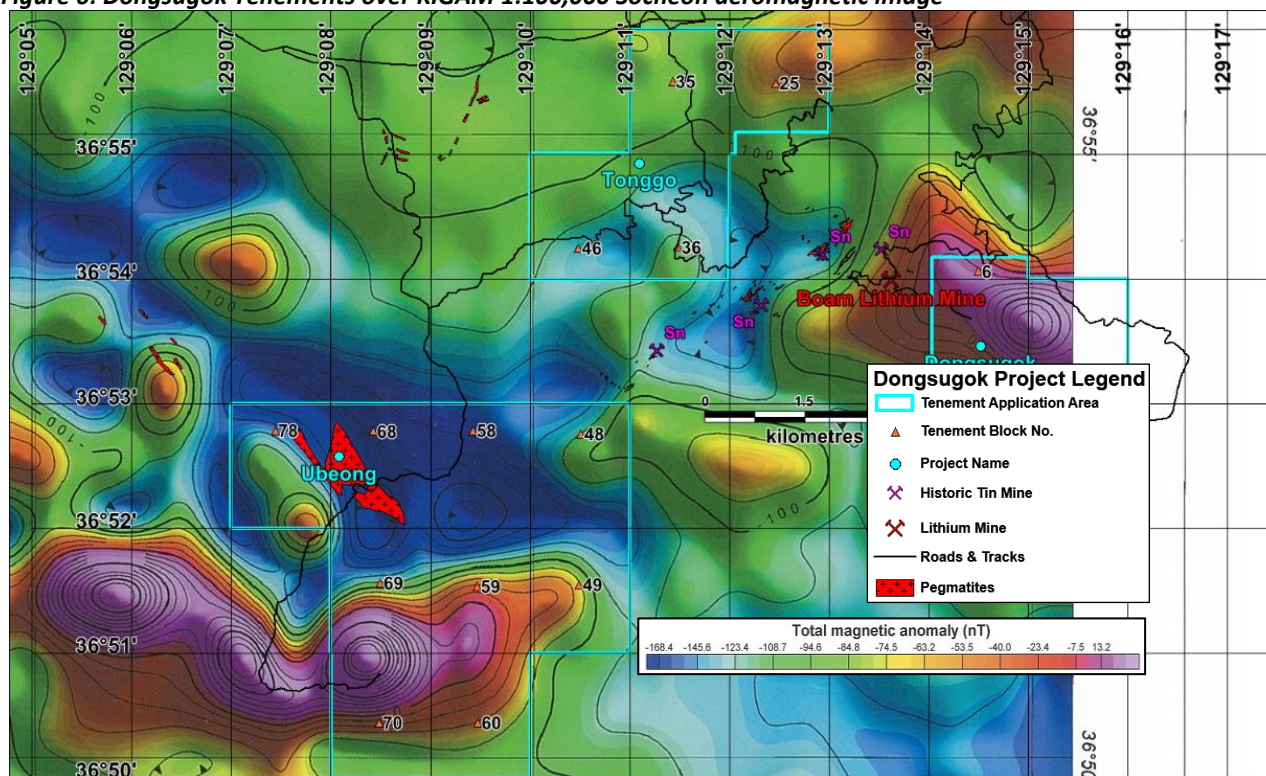 Figure 6: Dongsugok Tenements over KIGAM 1:100,000 Socheon aeromagnetic image
129°05'
129°06'
129°07'
129°08'
129°09'
129°10'
129°11'
129°12'
129°13'
129°14'
129°15'
129°16'
129°17'
-100
35
25
36°55'
100
36°55'
Tonggo
46
36
Sn
Sn
36°54'
-100
6
Boam Lithium Mine
Sn
Sn
Dongsugok
36°53'
0 1.5
kilometres
-100
78
68
58
48
Ubeong
-100
36°52'
69
59
49
36°51'
70
60
36°50'
36°50'
Dongsugok Project Legend
Tenement Application Area
Tenement Block No.
Project Name
Historic Tin Mine
Lithium Mine
Roads & Tracks
Pegmatites
Total magnetic anomaly (nT)
-168.4 -145.6 -123.4 -108.7 -94.6 -84.8 -74.5 -63.2 -53.5 -40.0 -23.4 -7.5 13.2